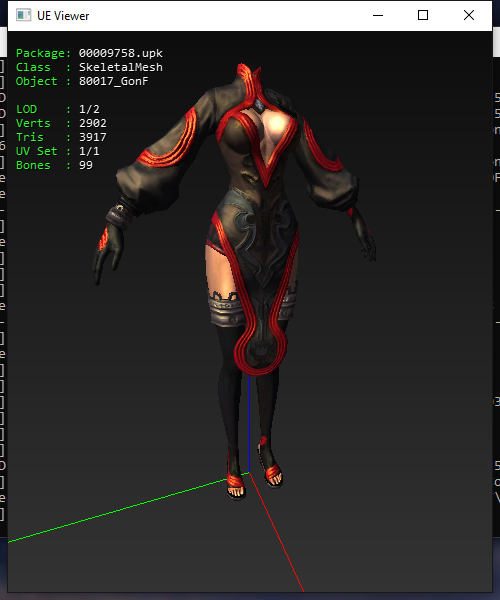 UE Viewer
Package: 00009758.upk
Class : SkeletalMesh
Object : 80017_GonF
LOD : 1/2
Verts : 2902
Tris : 3917
UV Set : 1/1
Bones : 99